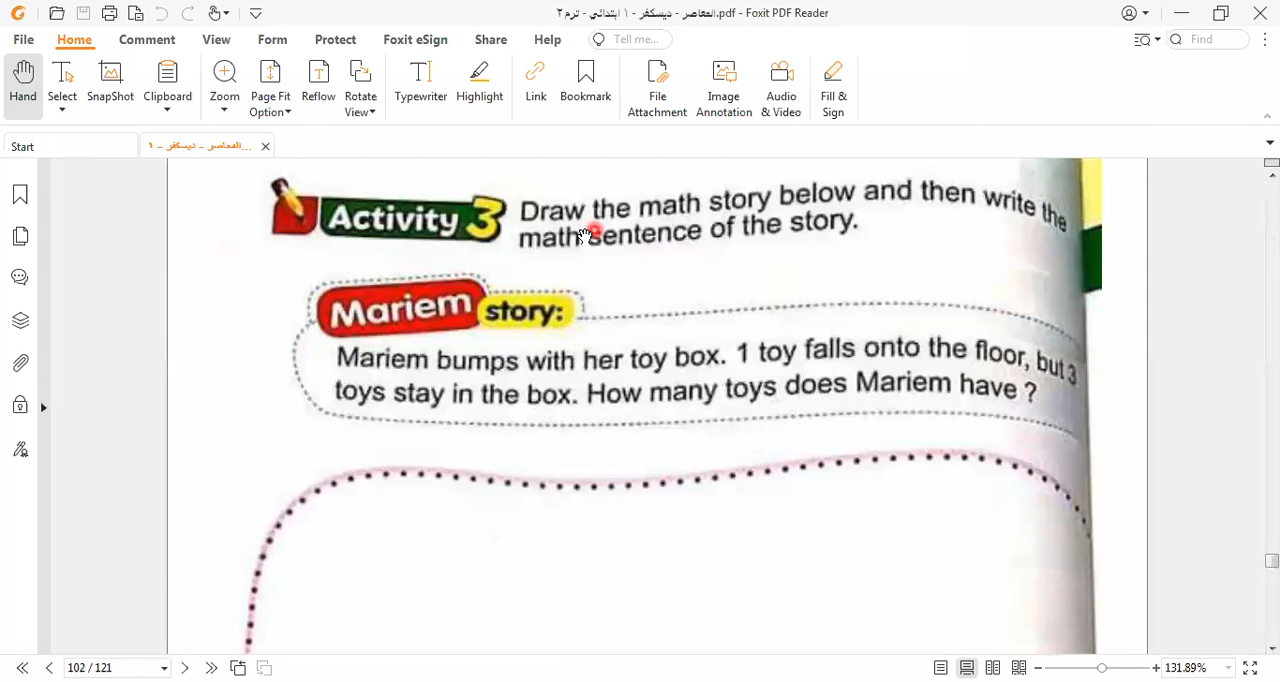 المعاصر - ديسكفر - ١ ابتدائي - ترم٢.pdf - Foxit PDF Reader
File Home Comment View Form Protect Foxit eSign Share Help Tell me... Find
Hand Select SnapShot Clipboard Zoom Page Fit Option Reflow Rotate View Typewriter Highlight Link Bookmark File Attachment Image Annotation Audio & Video Fill & Sign
Start
المعاصر - ديسكفر - ١...
Activity 3 Draw the math story below and then write the
math sentence of the story.
Mariem story:
Mariem bumps with her toy box. 1 toy falls onto the floor, but 3
toys stay in the box. How many toys does Mariem have ?
102 / 121
131.89%